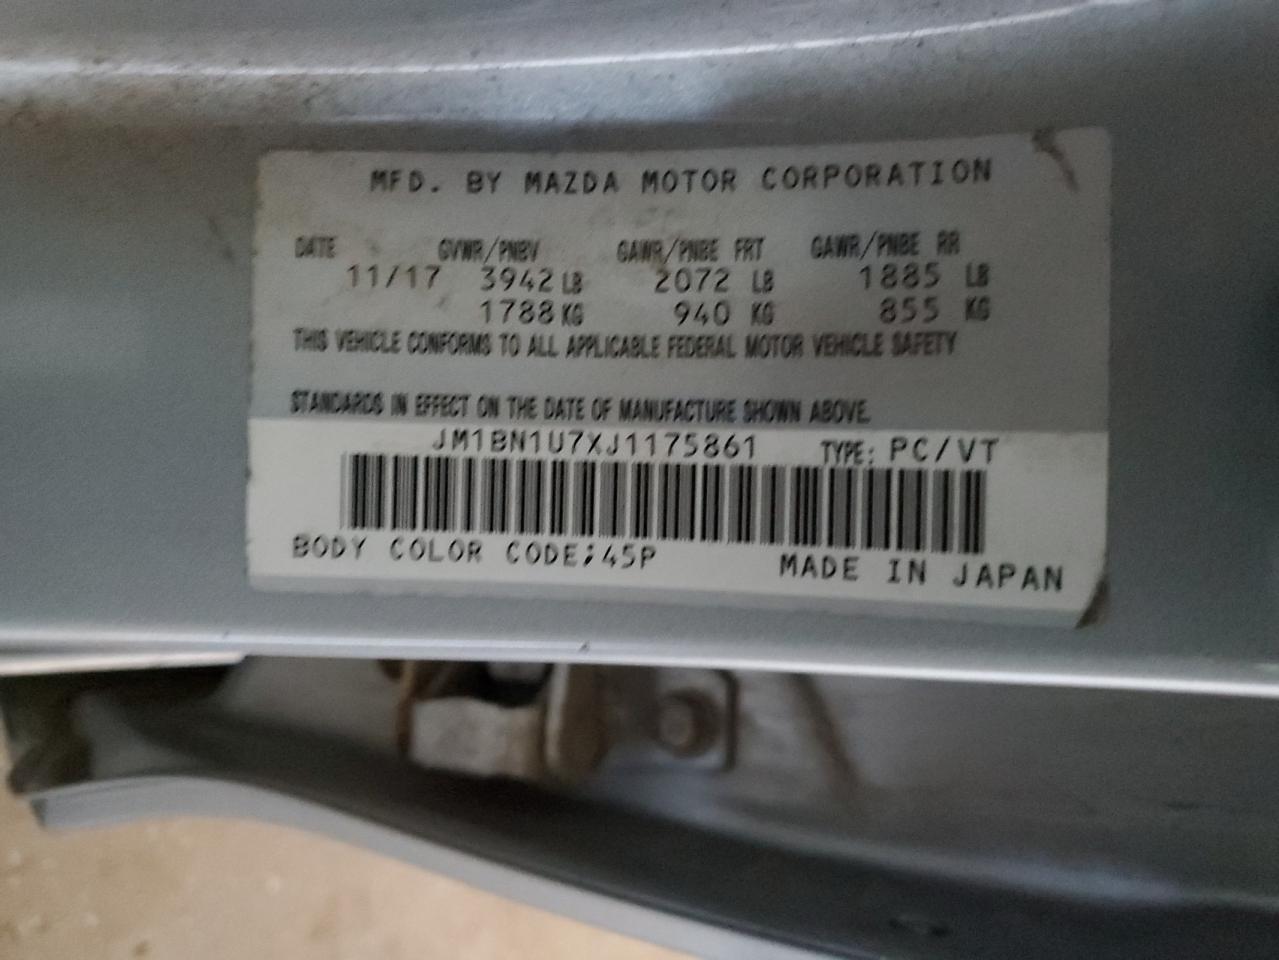 MFD. BY MAZDA MOTOR CORPORATION
DATE GVWR/PNBV GAWR/PNBE FRT GAWR/PNBE RR
11/17 3942 LB 2072 LB 1885 LB
1788 KG 940 KG 855 KG
THIS VEHICLE CONFORMS TO ALL APPLICABLE FEDERAL MOTOR VEHICLE SAFETY
STANDARDS IN EFFECT ON THE DATE OF MANUFACTURE SHOWN ABOVE.
JM1BN1U7XJ1175861 TYPE: PC/VT
BODY COLOR CODE:45P MADE IN JAPAN